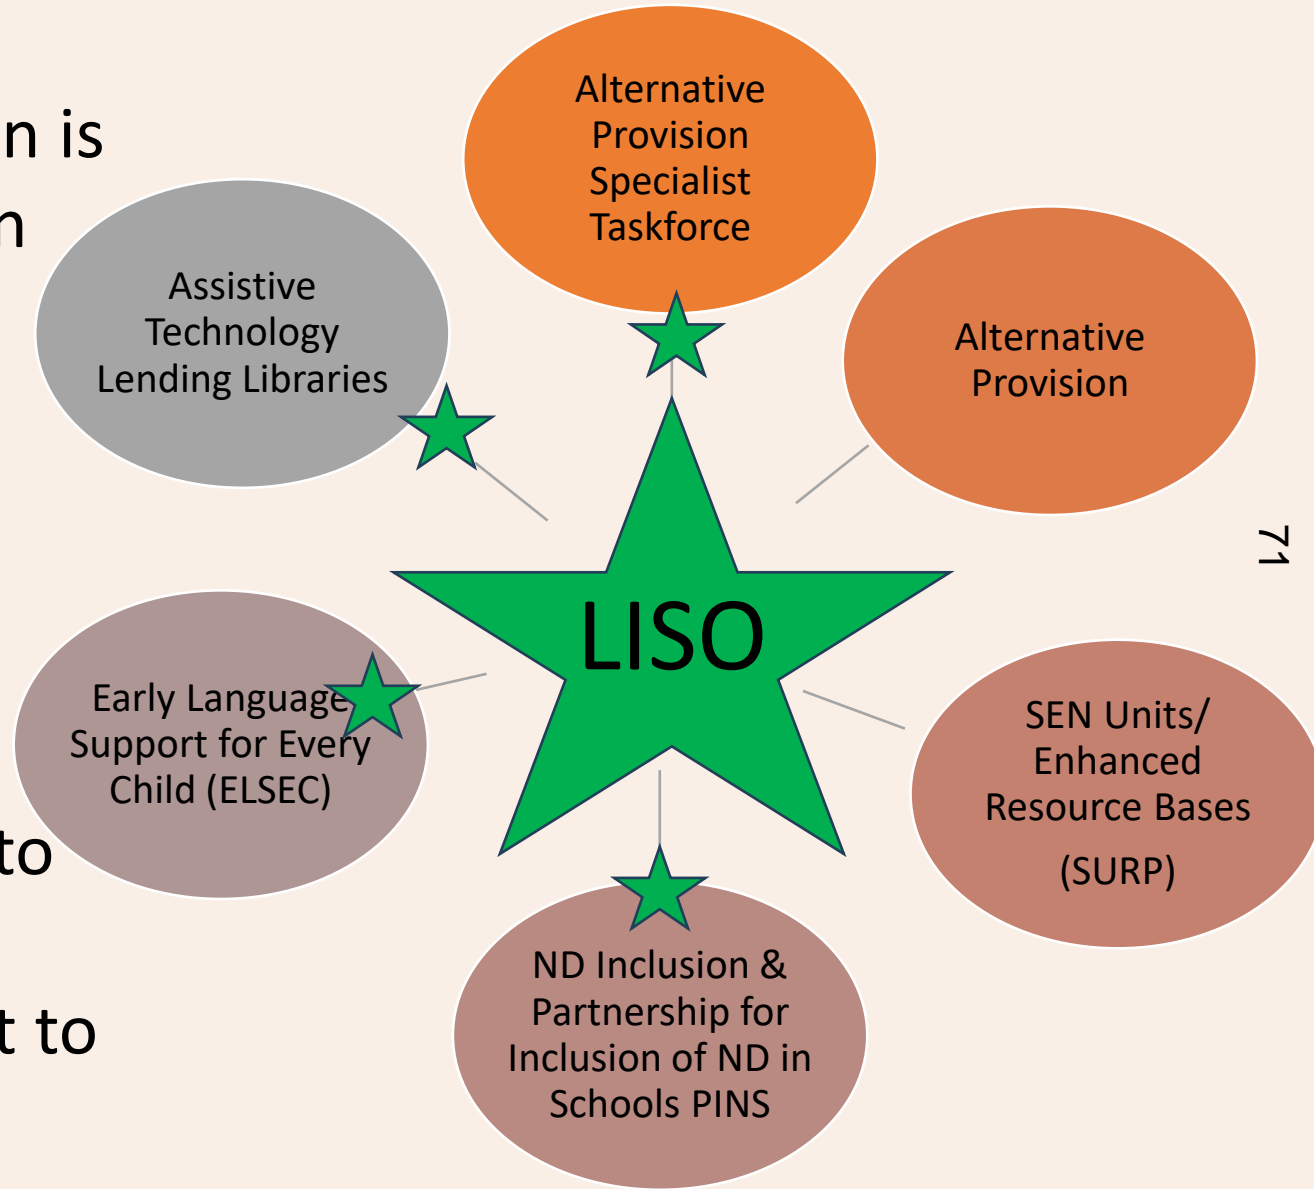 n is
n
to
t to
Alternative
Provision
Specialist
Taskforce
Alternative
Provision
Assistive
Technology
Lending Libraries
LISO
Early Language
Support for Every
Child (ELSEC)
SEN Units/
Enhanced
Resource Bases
(SURP)
ND Inclusion &
Partnership for
Inclusion of ND in
Schools PINS
71